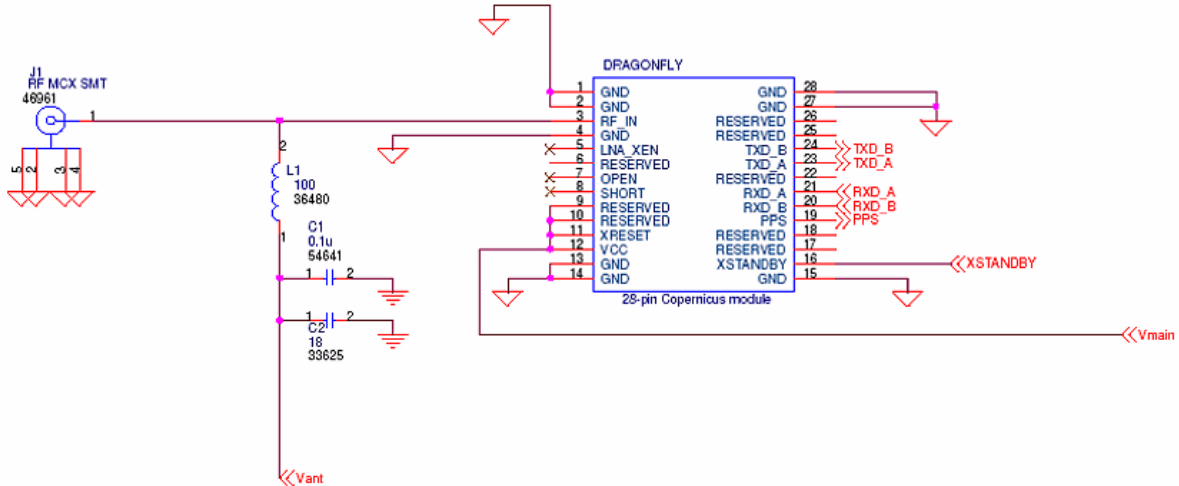 J1
RF MCX SMT
46961
1
5
2
3
4
2
L1
100
36480
1
C1
0.1u
54641
1
2
1
2
C2
18
33625
Vant
DRAGONFLY
1 GND
2 GND
3 RF_IN
4 GND
5 LNA_XEN
6 RESERVED
7 OPEN
8 SHORT
9 RESERVED
10 RESERVED
11 XRESET
12 VCC
13 GND
14 GND
GND 28
GND 27
RESERVED 26
RESERVED 25
TXD_B 24 TXD_B
TXD_A 23 TXD_A
RESERVED 22
RXD_A 21 RXD_A
RXD_B 20 RXD_B
PPS 19 PPS
RESERVED 18
RESERVED 17
XSTANDBY 16 XSTANDBY
GND 15
28-pin Copernicus module
Vmain